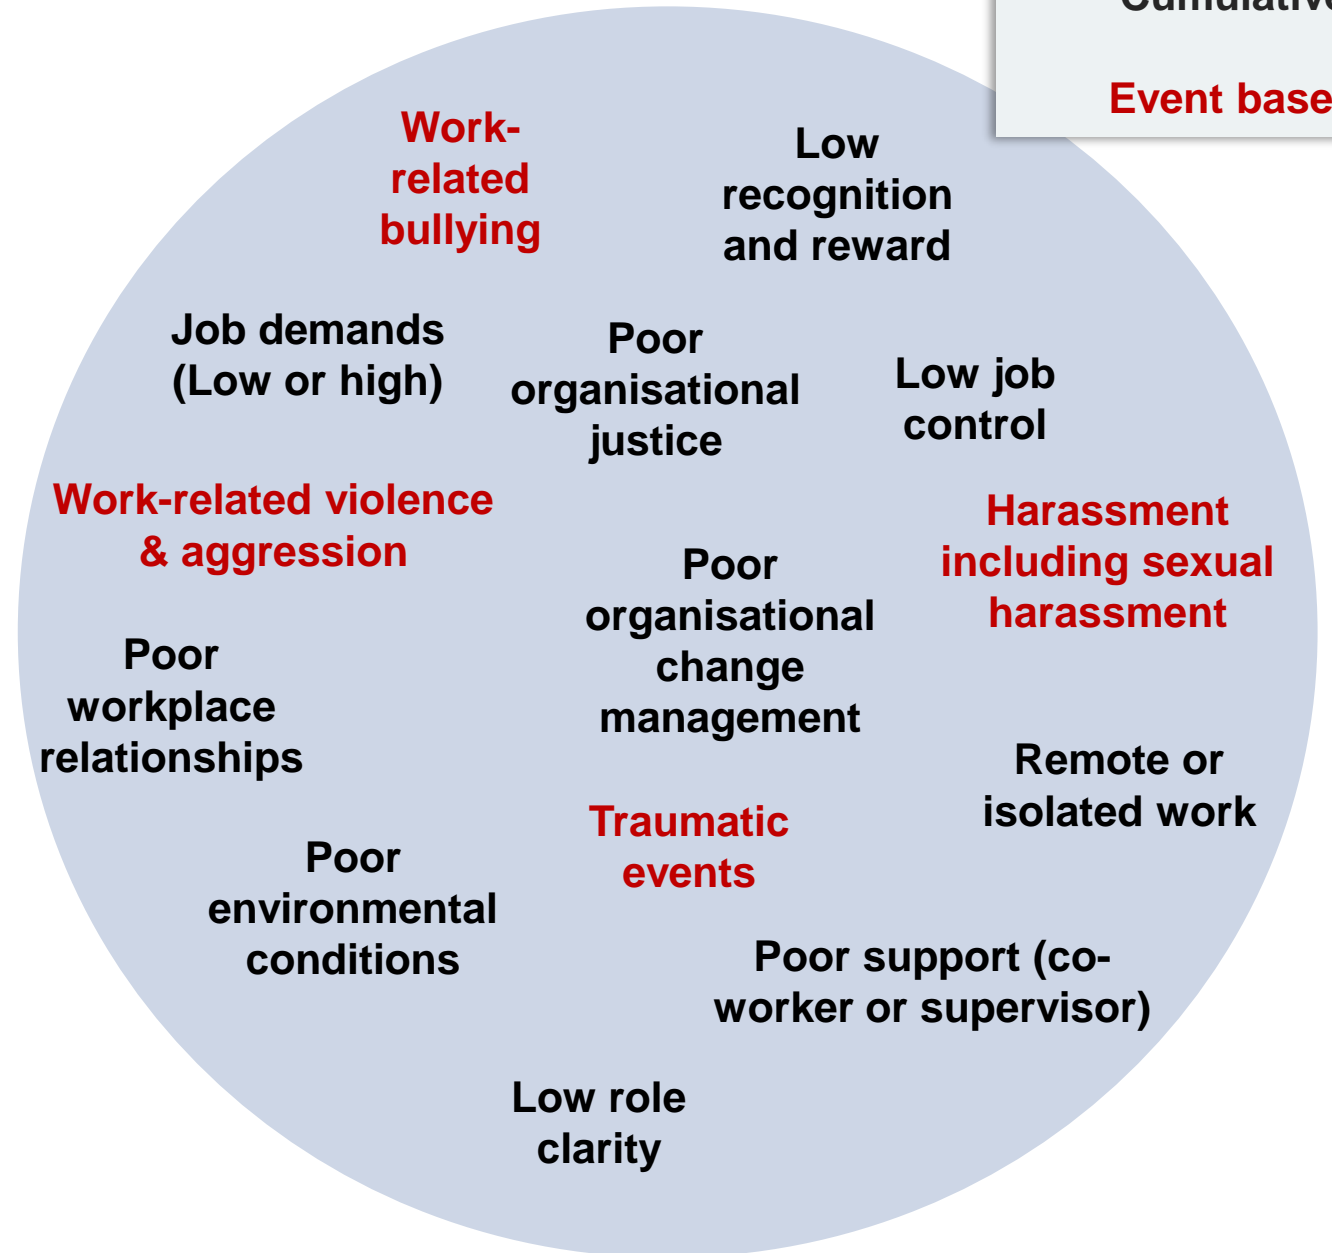 Cumulative
Event base
Work-
related
bullying
Low
recognition
and reward
Job demands
(Low or high)
Poor
organisational
justice
Low job
control
Work-related violence
& aggression
Harassment
including sexual
harassment
Poor
organisational
change
management
Poor
workplace
relationships
Remote or
isolated work
Traumatic
events
Poor
environmental
conditions
Poor support (co-
worker or supervisor)
Low role
clarity